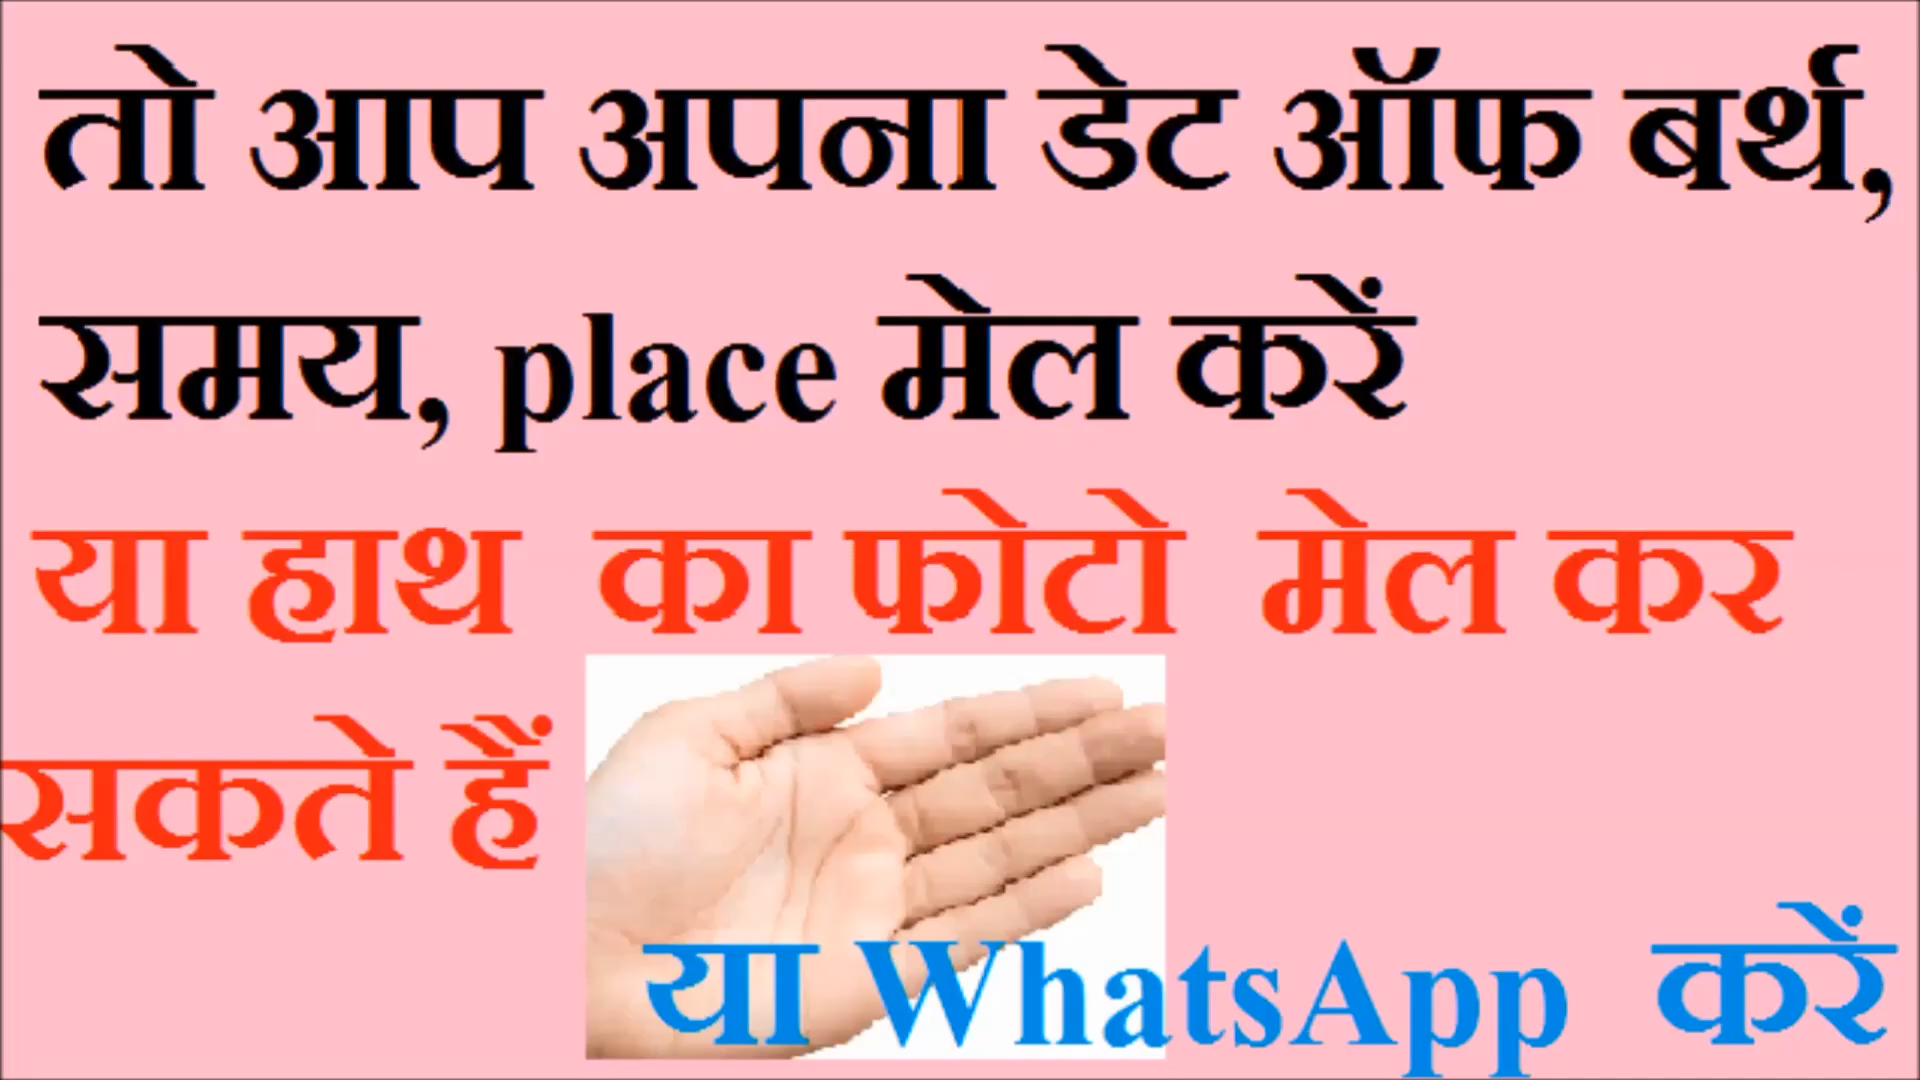 तो आप अपना डेट ऑफ बर्थ,
समय, place मेल करें
या हाथ का फोटो मेल कर
सकते हैं
या WhatsApp करें